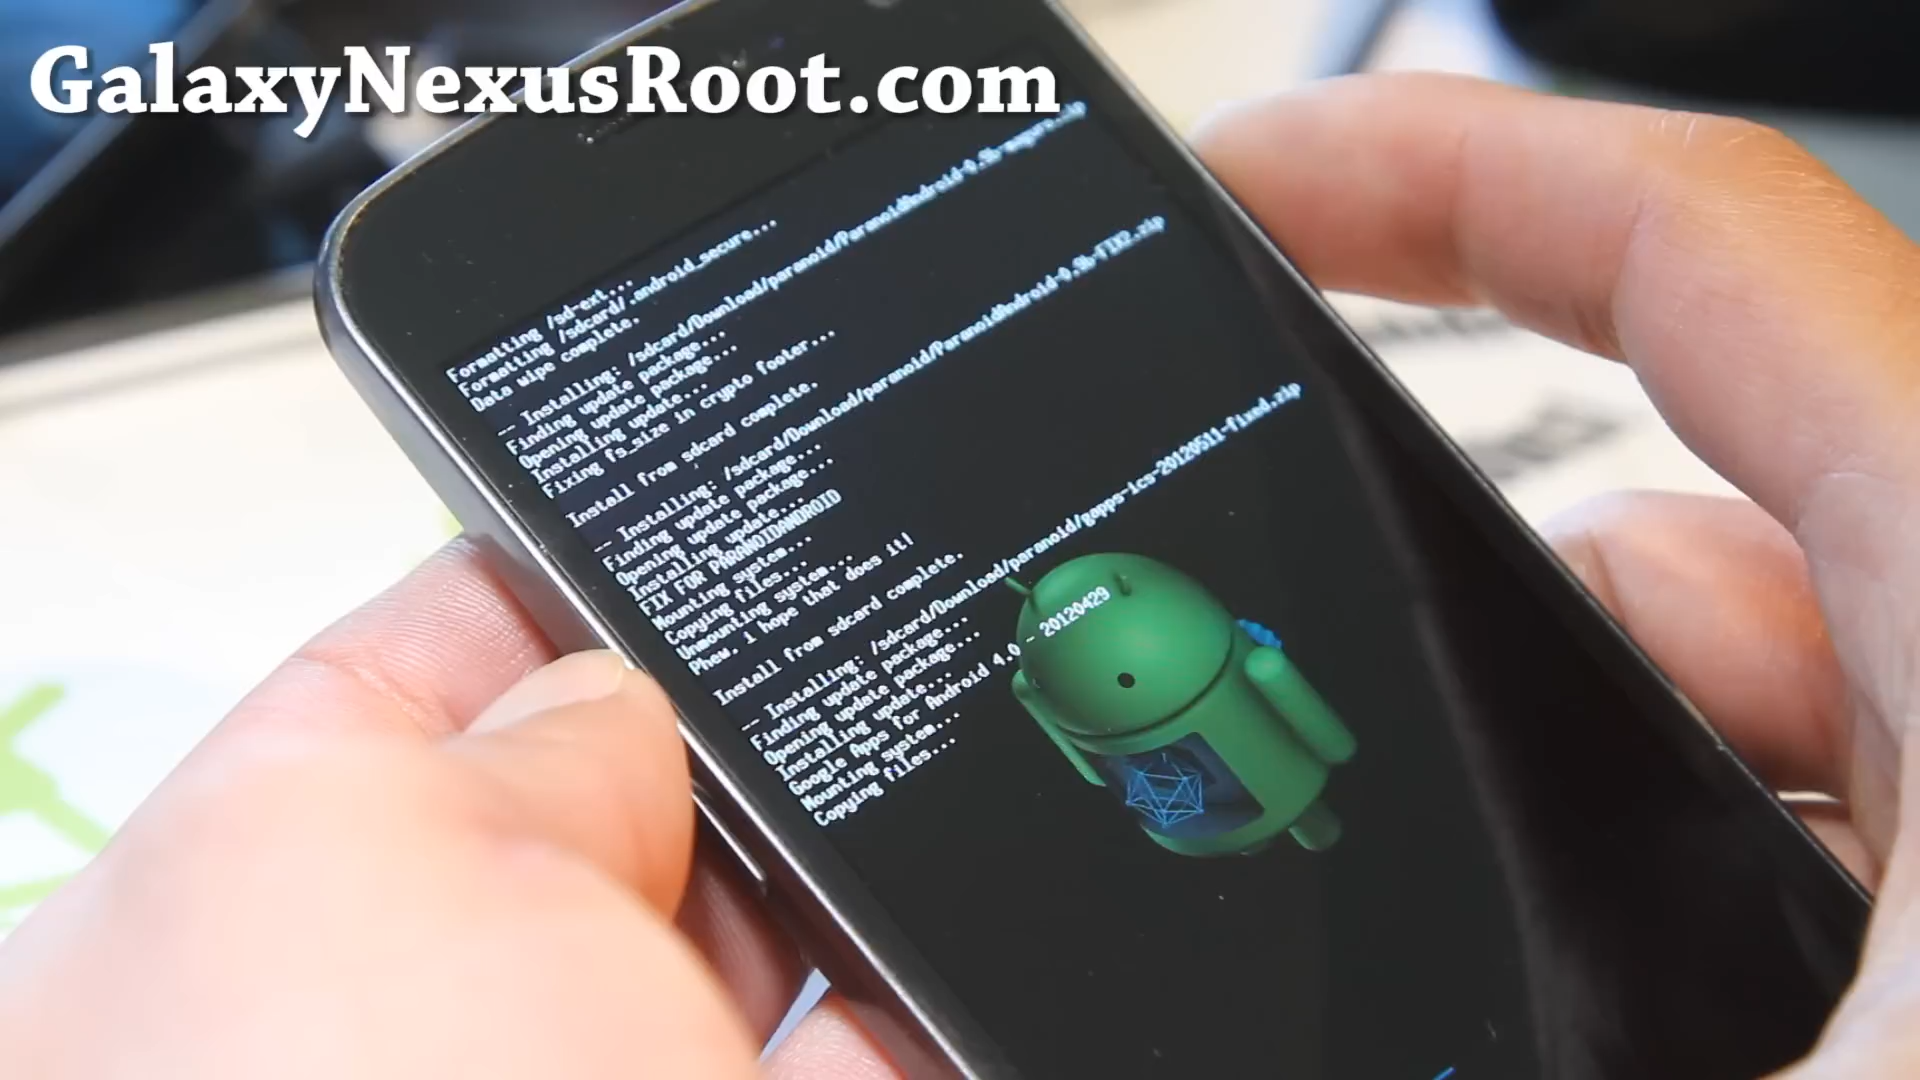 GalaxyNexusRoot.com
Formatting /sd-ext...
Formatting /sdcard/.android_secure...
Data wipe complete.
-- Installing: /sdcard/Download/paranoid/ParanoidAndroid-0.9b-maguro.zip
Finding update package...
Opening update package...
Installing update...
Fixing fs_size in crypto footer...
Install from sdcard complete.
-- Installing: /sdcard/Download/paranoid/ParanoidAndroid-0.9b-FIX2.zip
Finding update package...
Opening update package...
Installing update...
FIX FOR PARANOIDANDROID
Mounting system...
Copying files...
Unmounting system...
Phew, i hope that does it!
Install from sdcard complete.
-- Installing: /sdcard/Download/paranoid/gapps-ics-20120511-fixed.zip
Finding update package...
Opening update package...
Installing update...
Google Apps for Android 4.0 - 20120429
Mounting system...
Copying files...